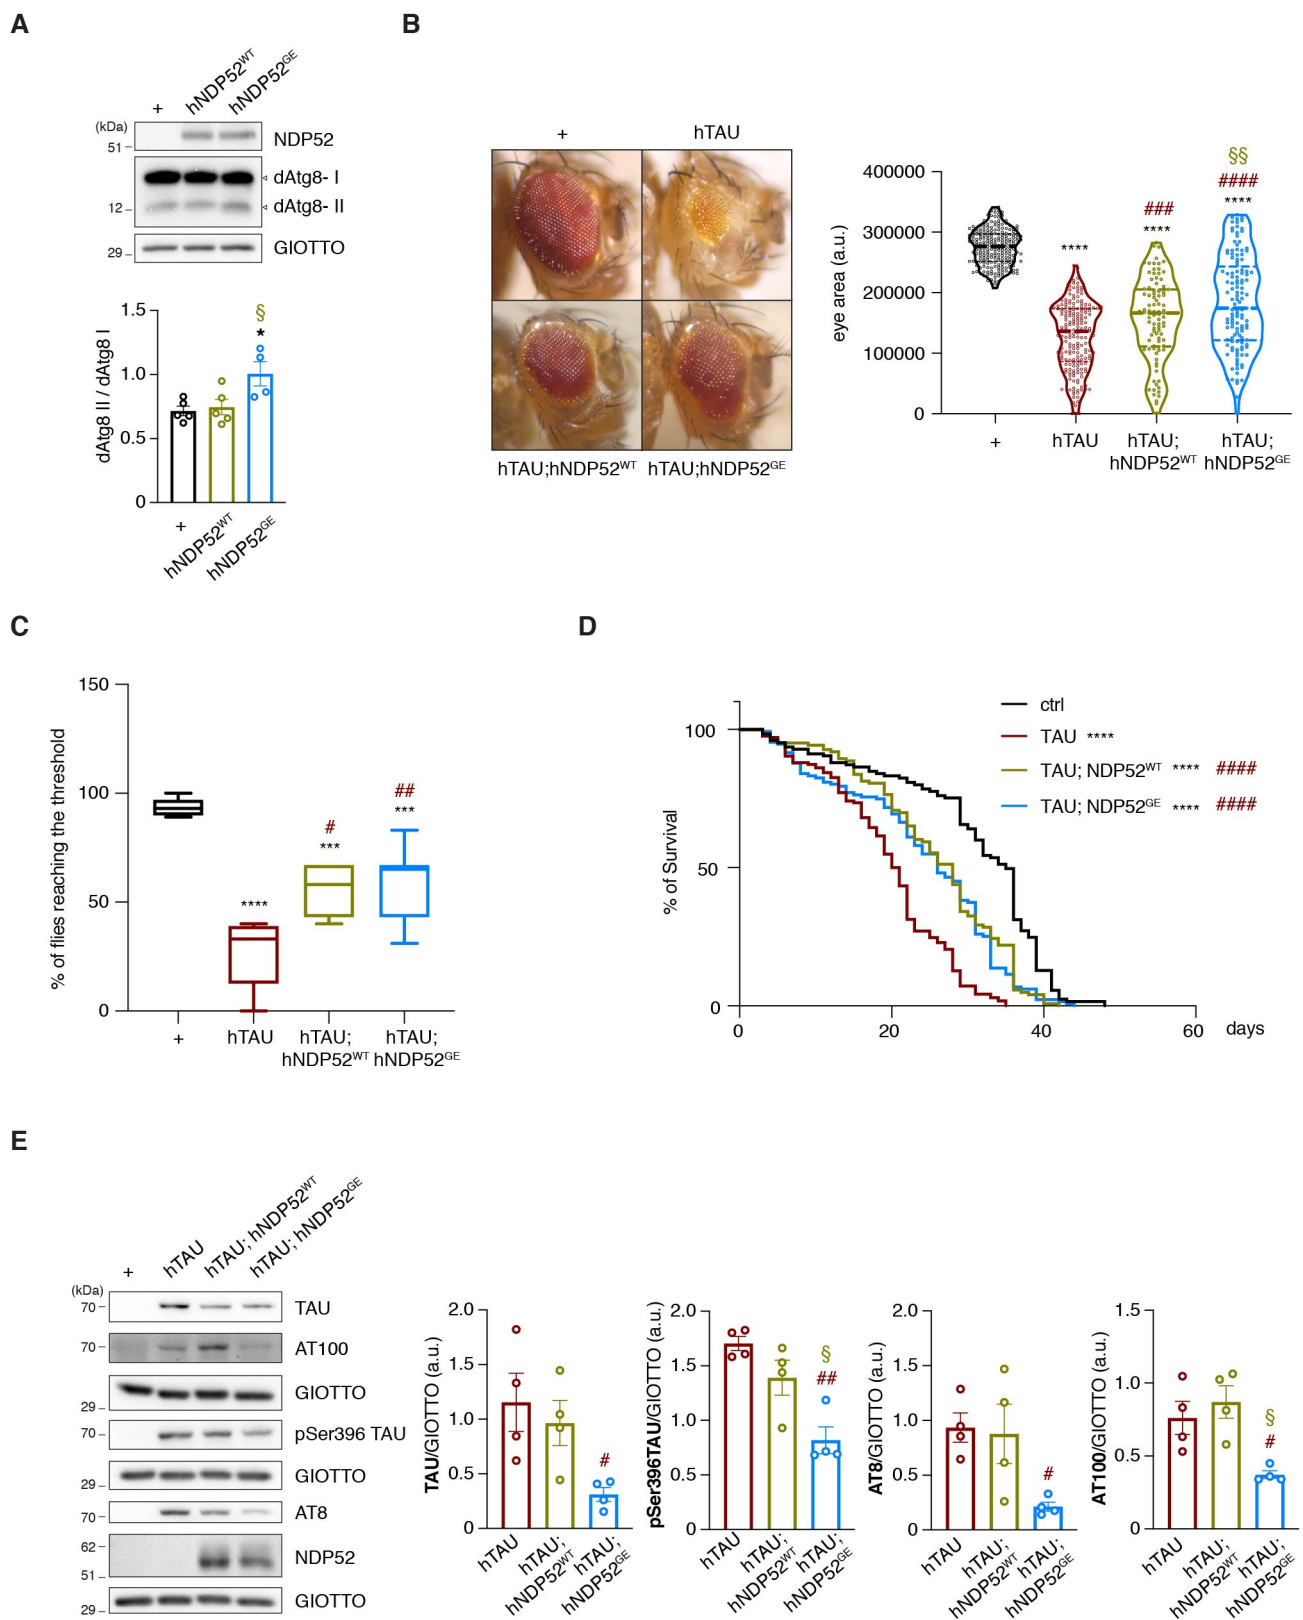 A
+
hNDP52WT
hNDP52GE
(kDa)
51
NDP52
dAtg8- I
12
dAtg8- II
29
GIOTTO
dAtg8 II / dAtg8 I
1.5
1.0
0.5
0
§
*
+
hNDP52WT
hNDP52GE
B
+ hTAU
hTAU;hNDP52WT hTAU;hNDP52GE
eye area (a.u.)
400000
300000
200000
100000
0
****
###
****
§§
####
****
+ hTAU hTAU; hTAU;
hNDP52WT hNDP52GE
C
% of flies reaching the threshold
150
100
50
0
****
#
***
##
***
+ hTAU hTAU; hTAU;
hNDP52WT hNDP52GE
D
% of Survival
100
50
0
0 20 40 60 days
ctrl
TAU ****
TAU; NDP52WT **** ####
TAU; NDP52GE **** ####
E
+
hTAU
hTAU; hNDP52WT
hTAU; hNDP52GE
(kDa)
70 TAU
70 AT100
GIOTTO
29
70 pSer396 TAU
GIOTTO
29
70 AT8
62
NDP52
51
GIOTTO
29
TAU/GIOTTO (a.u.)
2.0
1.5
1.0
0.5
0
#
hTAU
hTAU;
hNDP52WT
hTAU;
hNDP52GE
pSer396TAU/GIOTTO (a.u.)
2.0
1.5
1.0
0.5
0
§
##
hTAU
hTAU;
hNDP52WT
hTAU;
hNDP52GE
AT8/GIOTTO (a.u.)
2.0
1.5
1.0
0.5
0
#
hTAU
hTAU;
hNDP52WT
hTAU;
hNDP52GE
AT100/GIOTTO (a.u.)
1.5
1.0
0.5
0
§
#
hTAU
hTAU;
hNDP52WT
hTAU;
hNDP52GE